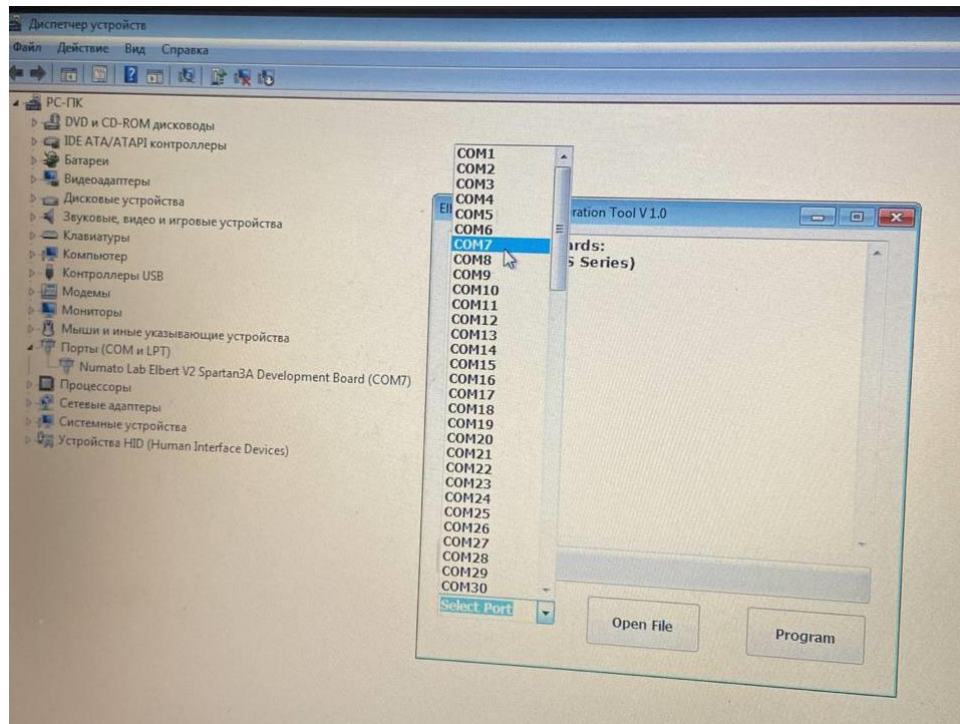 Диспетчер устройств
Файл Действие Вид Справка
РС-ПК
DVD и CD-ROM дисководы
IDE ATA/ATAPI контроллеры
Батареи
Видеоадаптеры
Дисковые устройства
Звуковые, видео и игровые устройства
Клавиатуры
Компьютер
Контроллеры USB
Модемы
Мониторы
Мыши и иные указывающие устройства
Порты (COM и LPT)
Numato Lab Elbert V2 Spartan3A Development Board (COM7)
Процессоры
Сетевые адаптеры
Системные устройства
Устройства HID (Human Interface Devices)
COM1
COM2
COM3
COM4
COM5
COM6
COM7
COM8
COM9
COM10
COM11
COM12
COM13
COM14
COM15
COM16
COM17
COM18
COM19
COM20
COM21
COM22
COM23
COM24
COM25
COM26
COM27
COM28
COM29
COM30
Select Port
ration Tool V 1.0
ards:
Series)
Open File
Program